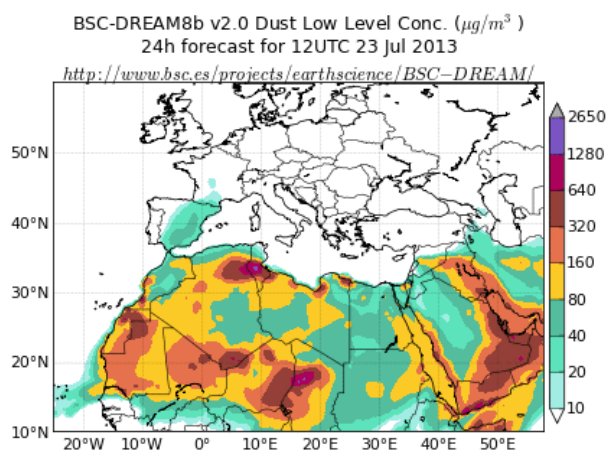 BSC-DREAM8b v2.0 Dust Low Level Conc. (μg/m³ )
24h forecast for 12UTC 23 Jul 2013
http://www.bsc.es/projects/earthscience/BSC−DREAM/
2650
50°N
1280
640
40°N
320
160
30°N
80
40
20°N
20
10
10°N
20°W 10°W 0° 10°E 20°E 30°E 40°E 50°E